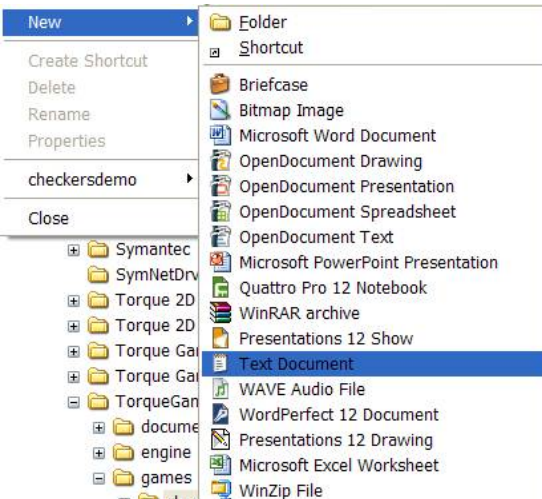 New
Create Shortcut
Delete
Rename
Properties
checkersdemo
Close
Folder
Shortcut
Briefcase
Bitmap Image
Microsoft Word Document
OpenDocument Drawing
OpenDocument Presentation
OpenDocument Spreadsheet
OpenDocument Text
Microsoft PowerPoint Presentation
Quattro Pro 12 Notebook
WinRAR archive
Presentations 12 Show
Text Document
WAVE Audio File
WordPerfect 12 Document
Presentations 12 Drawing
Microsoft Excel Worksheet
WinZip File
Symantec
SymNetDrv
Torque 2D
Torque 2D
Torque Gar
Torque Gar
TorqueGam
docume
engine
games